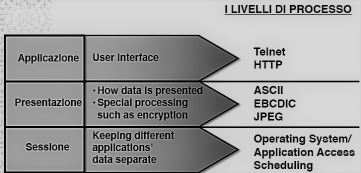 I LIVELLI DI PROCESSO
Applicazione
User Interface
Telnet
HTTP
Presentazione
• How data is presented
• Special processing
such as encryption
ASCII
EBCDIC
JPEG
Sessione
Keeping different
applications'
data separate
Operating System/
Application Access
Scheduling